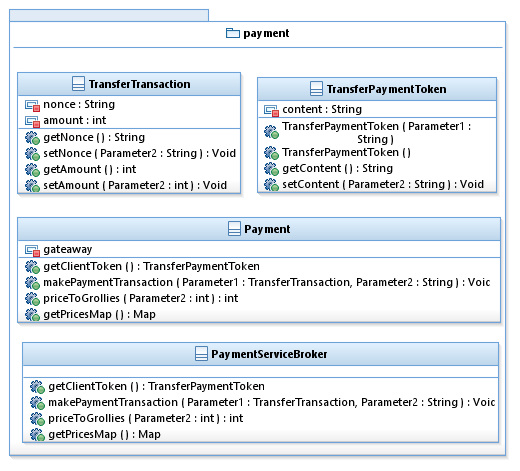 payment
TransferTransaction
nonce : String
amount : int
getNonce ( ) : String
setNonce ( Parameter2 : String ) : Void
getAmount ( ) : int
setAmount ( Parameter2 : int ) : Void
TransferPaymentToken
content : String
TransferPaymentToken ( Parameter1 :
String )
TransferPaymentToken ( )
getContent ( ) : String
setContent ( Parameter2 : String ) : Void
Payment
gateaway
getClientToken ( ) : TransferPaymentToken
makePaymentTransaction ( Parameter1 : TransferTransaction, Parameter2 : String ) : Voic
priceToGrollies ( Parameter2 : int ) : int
getPricesMap ( ) : Map
PaymentServiceBroker
getClientToken ( ) : TransferPaymentToken
makePaymentTransaction ( Parameter1 : TransferTransaction, Parameter2 : String ) : Voic
priceToGrollies ( Parameter2 : int ) : int
getPricesMap ( ) : Map